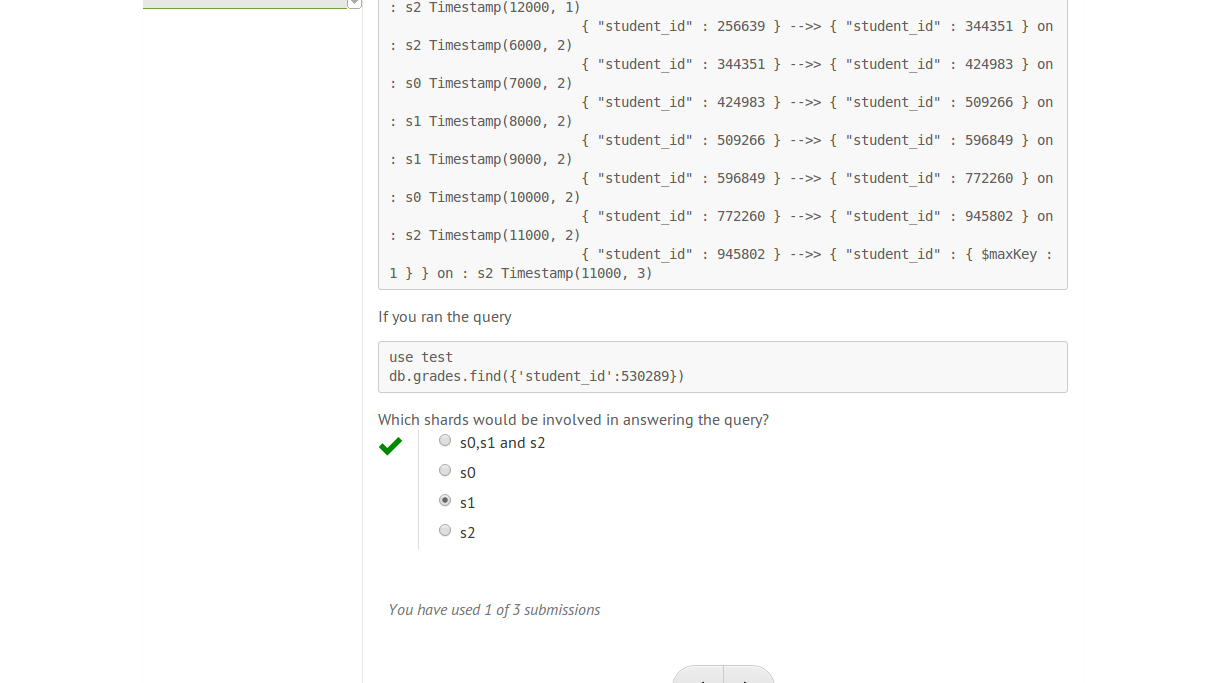 : s2 Timestamp(12000, 1)
{ "student_id" : 256639 } -->> { "student_id" : 344351 } on
: s2 Timestamp(6000, 2)
{ "student_id" : 344351 } -->> { "student_id" : 424983 } on
: s0 Timestamp(7000, 2)
{ "student_id" : 424983 } -->> { "student_id" : 509266 } on
: s1 Timestamp(8000, 2)
{ "student_id" : 509266 } -->> { "student_id" : 596849 } on
: s1 Timestamp(9000, 2)
{ "student_id" : 596849 } -->> { "student_id" : 772260 } on
: s0 Timestamp(10000, 2)
{ "student_id" : 772260 } -->> { "student_id" : 945802 } on
: s2 Timestamp(11000, 2)
{ "student_id" : 945802 } -->> { "student_id" : { $maxKey :
1 } } on : s2 Timestamp(11000, 3)
If you ran the query
use test
db.grades.find({'student_id':530289})
Which shards would be involved in answering the query?
s0,s1 and s2
s0
s1
s2
You have used 1 of 3 submissions